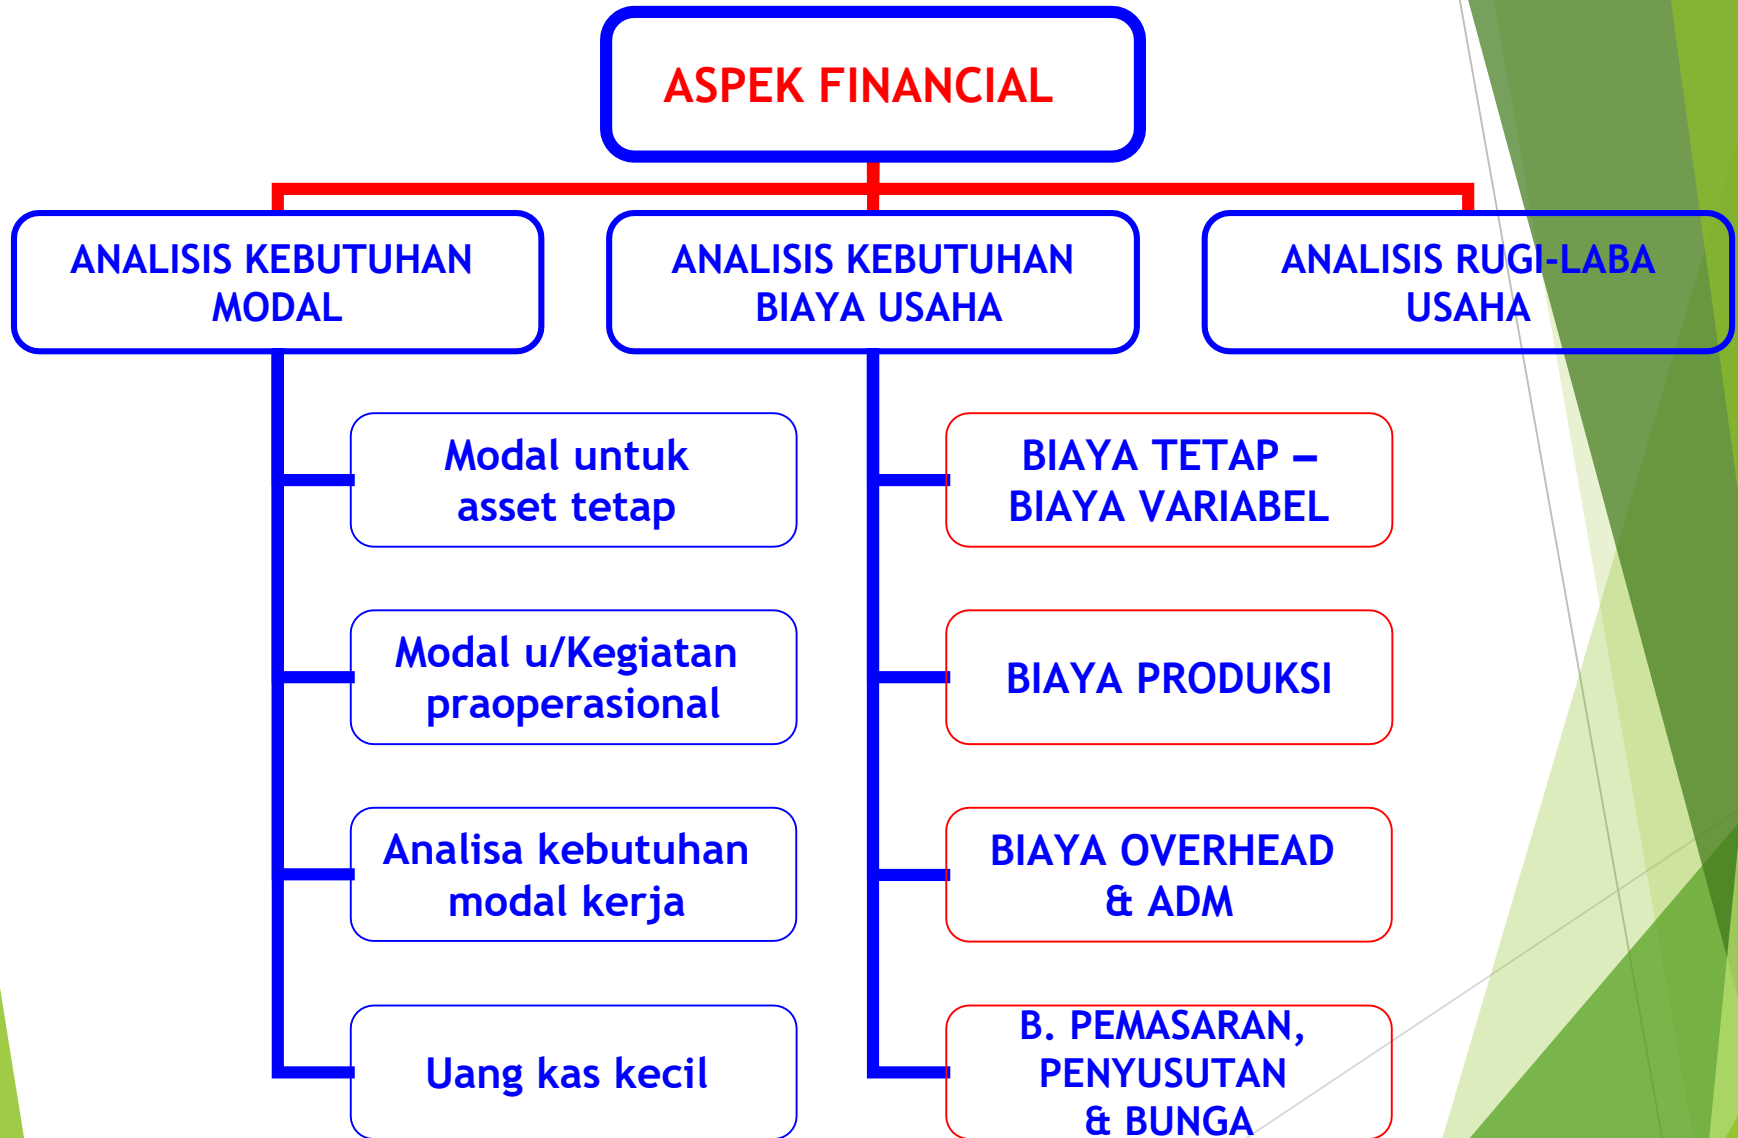 ASPEK FINANCIAL
ANALISIS KEBUTUHAN
MODAL
ANALISIS KEBUTUHAN
BIAYA USAHA
ANALISIS RUGI-LABA
USAHA
Modal untuk
asset tetap
Modal u/Kegiatan
praoperasional
Analisa kebutuhan
modal kerja
Uang kas kecil
BIAYA TETAP –
BIAYA VARIABEL
BIAYA PRODUKSI
BIAYA OVERHEAD
& ADM
B. PEMASARAN,
PENYUSUTAN
& BUNGA